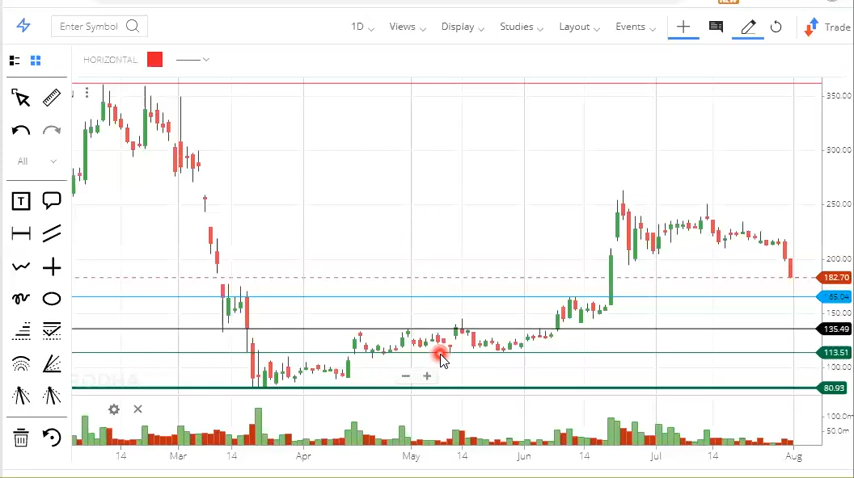 Enter Symbol
1D Views Display Studies Layout Events Trade
HORIZONTAL
All
T
350.00
250.00
200.00
182.70
150.00
135.49
113.51
100.00
80.93
100.0m
50.0m
14 Mar 14 Apr May 14 Jun 14 Jul 14 Aug